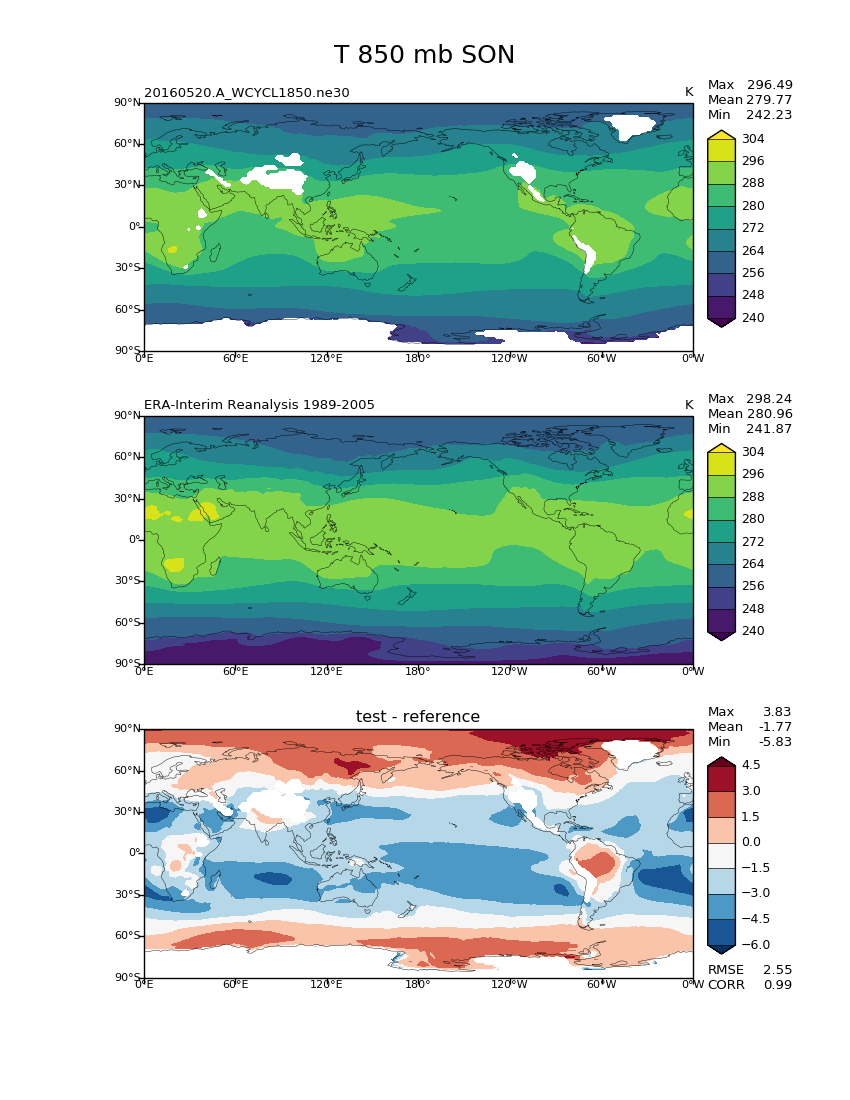 T 850 mb SON
20160520.A_WCYCL1850.ne30 K
Max 296.49
Mean 279.77
Min 242.23
90°N
60°N
30°N
0°
30°S
60°S
90°S
0°E 60°E 120°E 180° 120°W 60°W 0°W
304
296
288
280
272
264
256
248
240
ERA-Interim Reanalysis 1989-2005 K
Max 298.24
Mean 280.96
Min 241.87
90°N
60°N
30°N
0°
30°S
60°S
90°S
0°E 60°E 120°E 180° 120°W 60°W 0°W
304
296
288
280
272
264
256
248
240
test - reference
Max 3.83
Mean -1.77
Min -5.83
90°N
60°N
30°N
0°
30°S
60°S
90°S
0°E 60°E 120°E 180° 120°W 60°W 0°W
4.5
3.0
1.5
0.0
−1.5
−3.0
−4.5
−6.0
RMSE 2.55
CORR 0.99